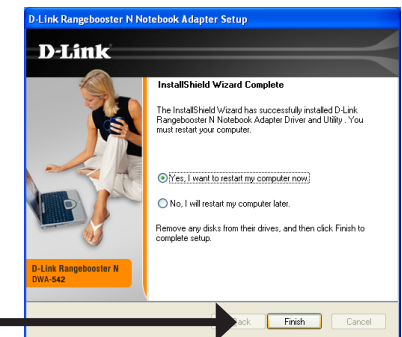 D-Link Rangebooster N Notebook Adapter Setup
D-Link
InstallShield Wizard Complete
The InstallShield Wizard has successfully installed D-Link
Rangebooster N Notebook Adapter Driver and Utility . You
must restart your computer.
Yes, I want to restart my computer now.
No, I will restart my computer later.
Remove any disks from their drives, and then click Finish to
complete setup.
D-Link Rangebooster N
DWA-542
Finish
Cancel